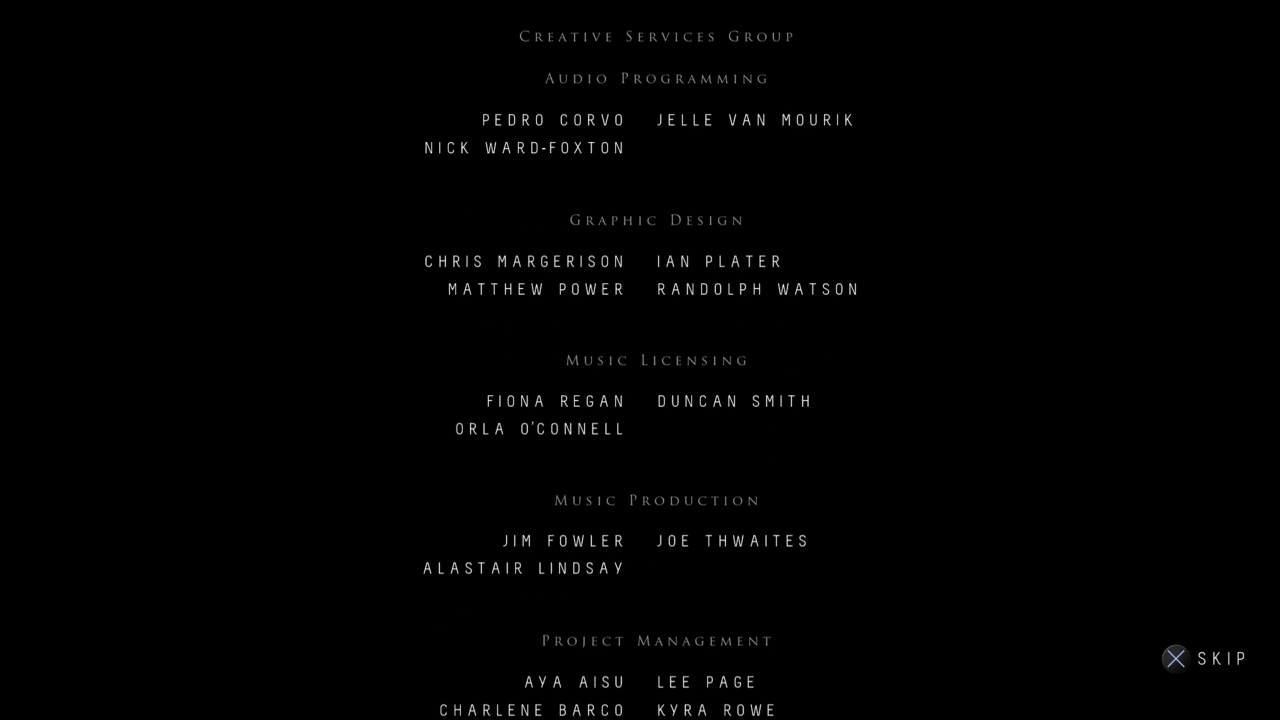 CREATIVE SERVICES GROUP
AUDIO PROGRAMMING
PEDRO CORVO JELLE VAN MOURIK
NICK WARD-FOXTON
GRAPHIC DESIGN
CHRIS MARGERISON IAN PLATER
MATTHEW POWER RANDOLPH WATSON
MUSIC LICENSING
FIONA REGAN DUNCAN SMITH
ORLA O'CONNELL
MUSIC PRODUCTION
JIM FOWLER JOE THWAITES
ALASTAIR LINDSAY
PROJECT MANAGEMENT
SKIP
AYA AISU LEE PAGE
CHARLENE BARCO KYRA ROWE